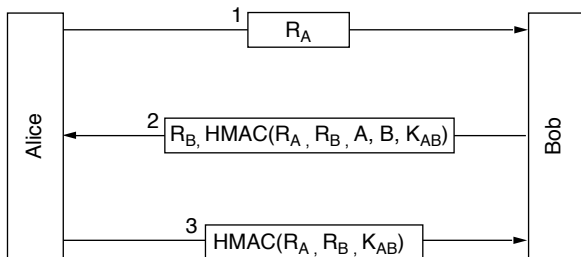 Alice
1
R_A
2
R_B, HMAC(R_A , R_B , A, B, K_AB)
3
HMAC(R_A , R_B , K_AB)
Bob